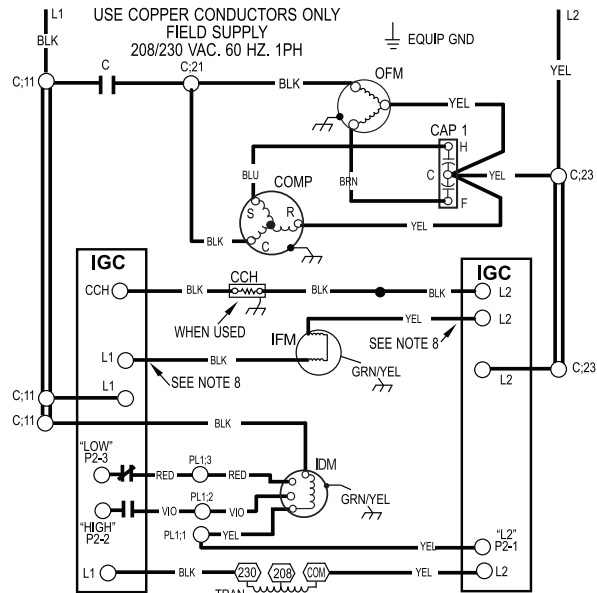 L1
USE COPPER CONDUCTORS ONLY
L2
BLK
FIELD SUPPLY
208/230 VAC. 60 HZ. 1PH
EQUIP GND
C;11
C
C;21
BLK
OFM
YEL
YEL
CAP 1
H
BLU
BRN
C
YEL
C;23
COMP
S
R
F
C
BLK
YEL
IGC
IGC
CCH
BLK
CCH
BLK
BLK
L2
WHEN USED
YEL
L2
IFM
SEE NOTE 8
L1
BLK
GRN/YEL
L2
C;23
SEE NOTE 8
C;11
L1
C;11
BLK
"LOW"
P2-3
RED
PL1;3
RED
IDM
GRN/YEL
VIO
PL1;2
VIO
"HIGH"
P2-2
PL1;1
YEL
YEL
"L2"
P2-1
L1
BLK
230
208
COM
YEL
L2
TRAN